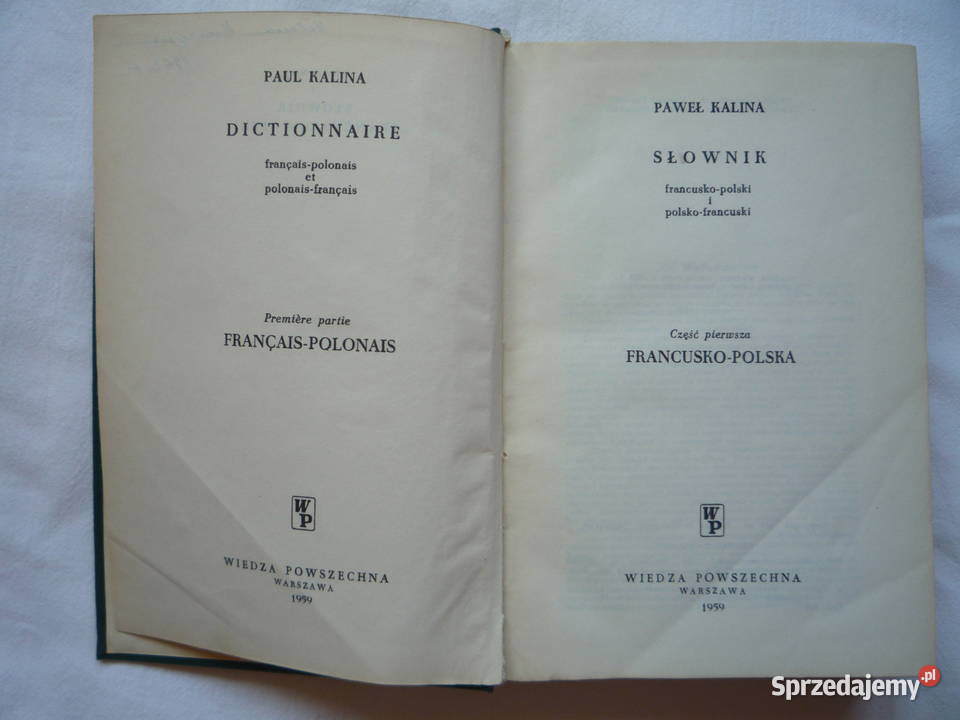 PAUL KALINA
DICTIONNAIRE
français-polonais
et
polonais-français
Première partie
FRANÇAIS-POLONAIS
WP
WIEDZA POWSZECHNA
WARSZAWA
1959
PAWEŁ KALINA
SŁOWNIK
francusko-polski
i
polsko-francuski
Część pierwsza
FRANCUSKO-POLSKA
WP
WIEDZA POWSZECHNA
WARSZAWA
1959
Sprzedajemy.pl